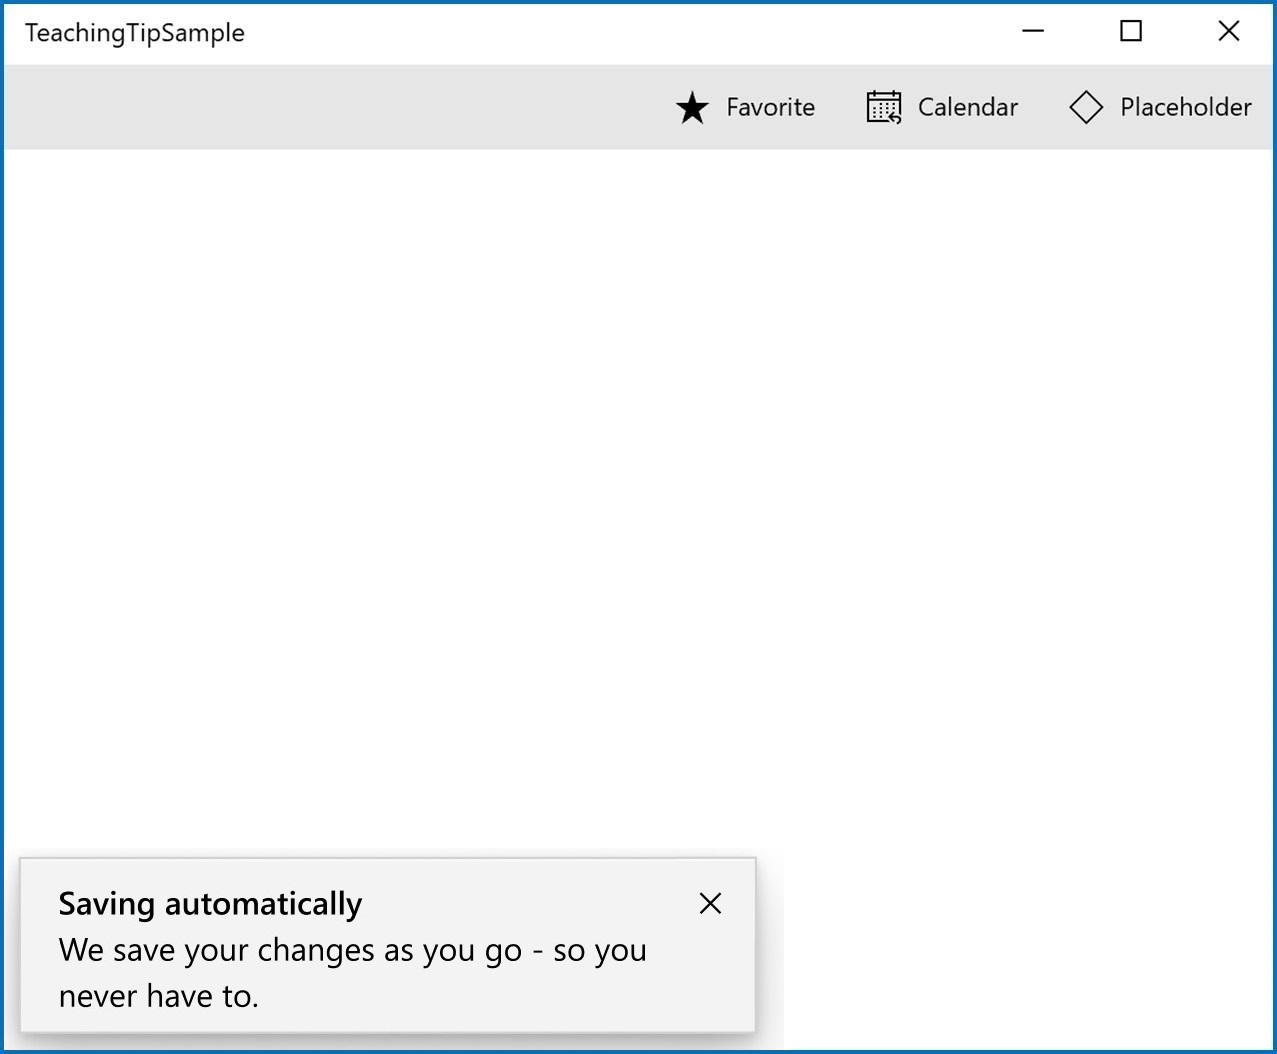 TeachingTipSample
Favorite Calendar Placeholder
Saving automatically
We save your changes as you go - so you
never have to.